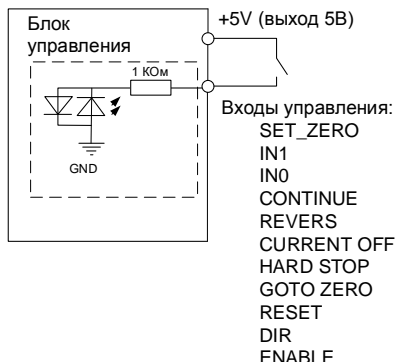 Блок
управления
+5V (выход 5В)
1 КОм
GND
Входы управления:
SET_ZERO
IN1
IN0
CONTINUE
REVERS
CURRENT OFF
HARD STOP
GOTO ZERO
RESET
DIR
ENABLE